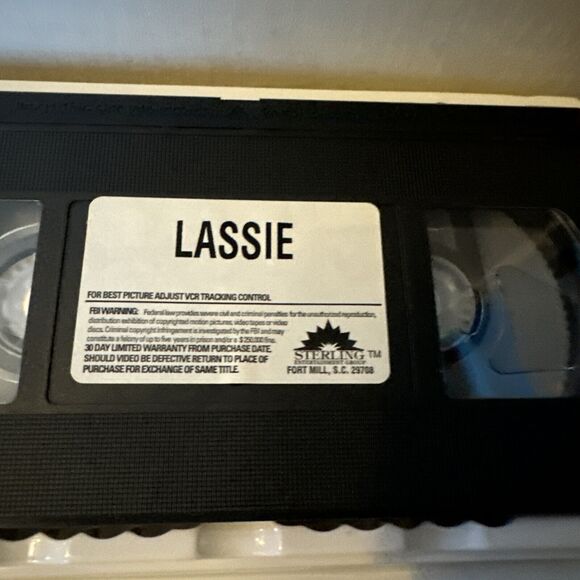 LASSIE
FOR BEST PICTURE ADJUST VCR TRACKING CONTROL
FBI WARNING: Federal law provides severe civil and criminal penalties for the unauthorized reproduction,
distribution exhibition of copyrighted motion pictures, video tapes or video
discs. Criminal copyright infringement is investigated by the FBI and may
constitute a felony of up to five years in prison and/or a $250,000 fine.
30 DAY LIMITED WARRANTY FROM PURCHASE DATE.
SHOULD VIDEO BE DEFECTIVE RETURN TO PLACE OF
PURCHASE FOR EXCHANGE OF SAME TITLE.
STERLING TM
ENTERTAINMENT GROUP
FORT MILL, S.C. 29708